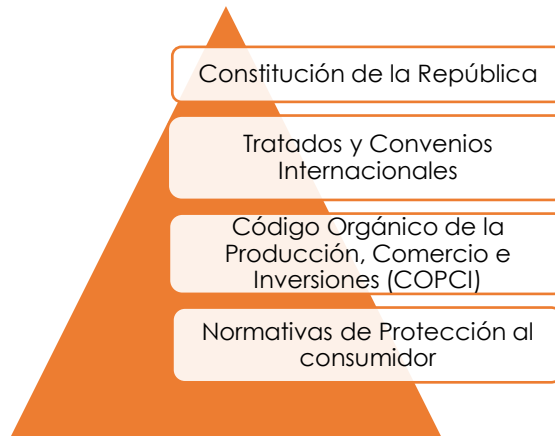 Constitución de la República
Tratados y Convenios
Internacionales
Código Orgánico de la
Producción, Comercio e
Inversiones (COPCI)
Normativas de Protección al
consumidor